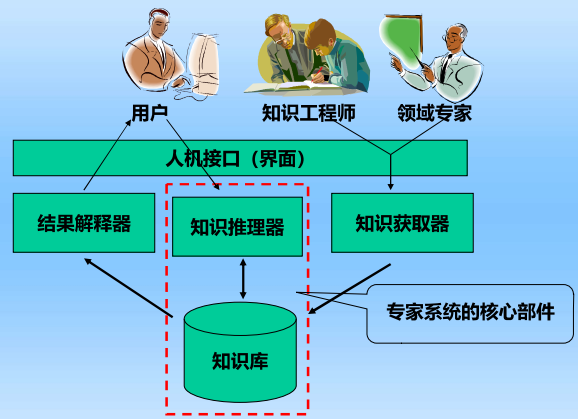 用户
知识工程师
领域专家
人机接口（界面）
结果解释器
知识推理器
知识获取器
专家系统的核心部件
知识库